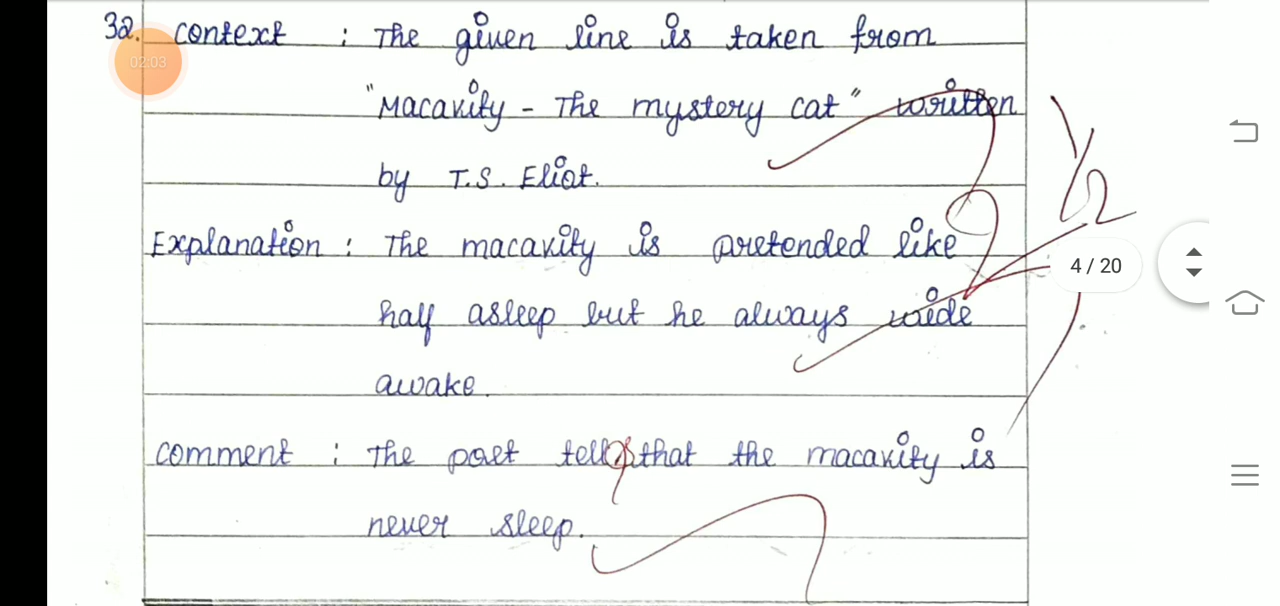 32. context : The given line is taken from
02:03
"Macavity - The mystery cat" written
by T.S. Eliot.
Explanation : The macavity is pretended like
4 / 20
half asleep but he always wide
awake.
comment : The poet tells that the macavity is
never sleep.